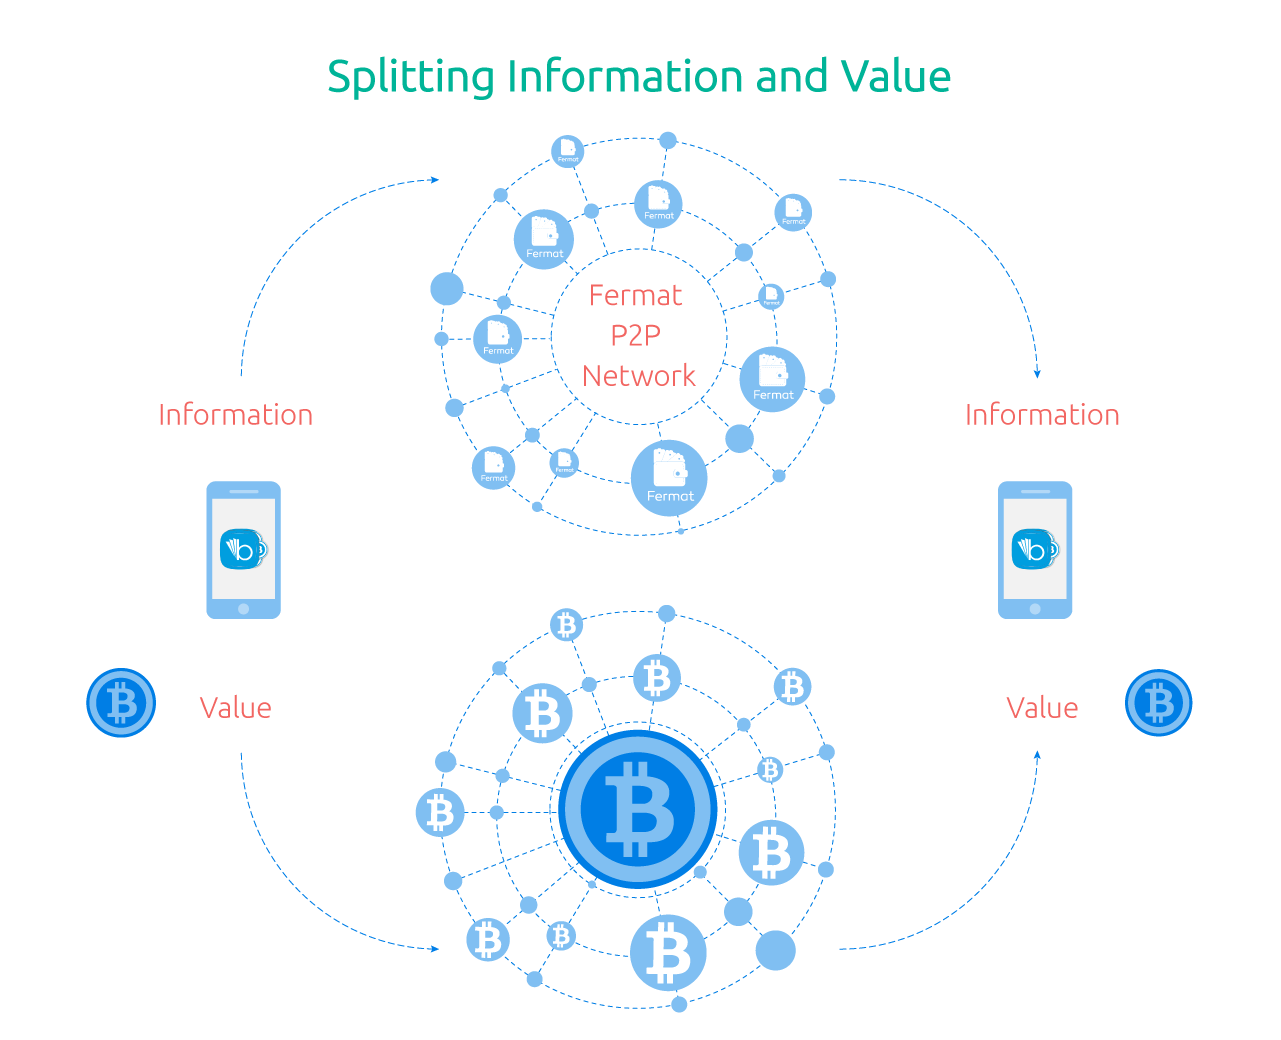 Splitting Information and Value
Fermat
Fermat
Fermat
Fermat
Fermat
Fermat
P2P
Network
Fermat
Fermat
Fermat
Fermat
Fermat
Fermat
Information
Information
b
b
Value
Value